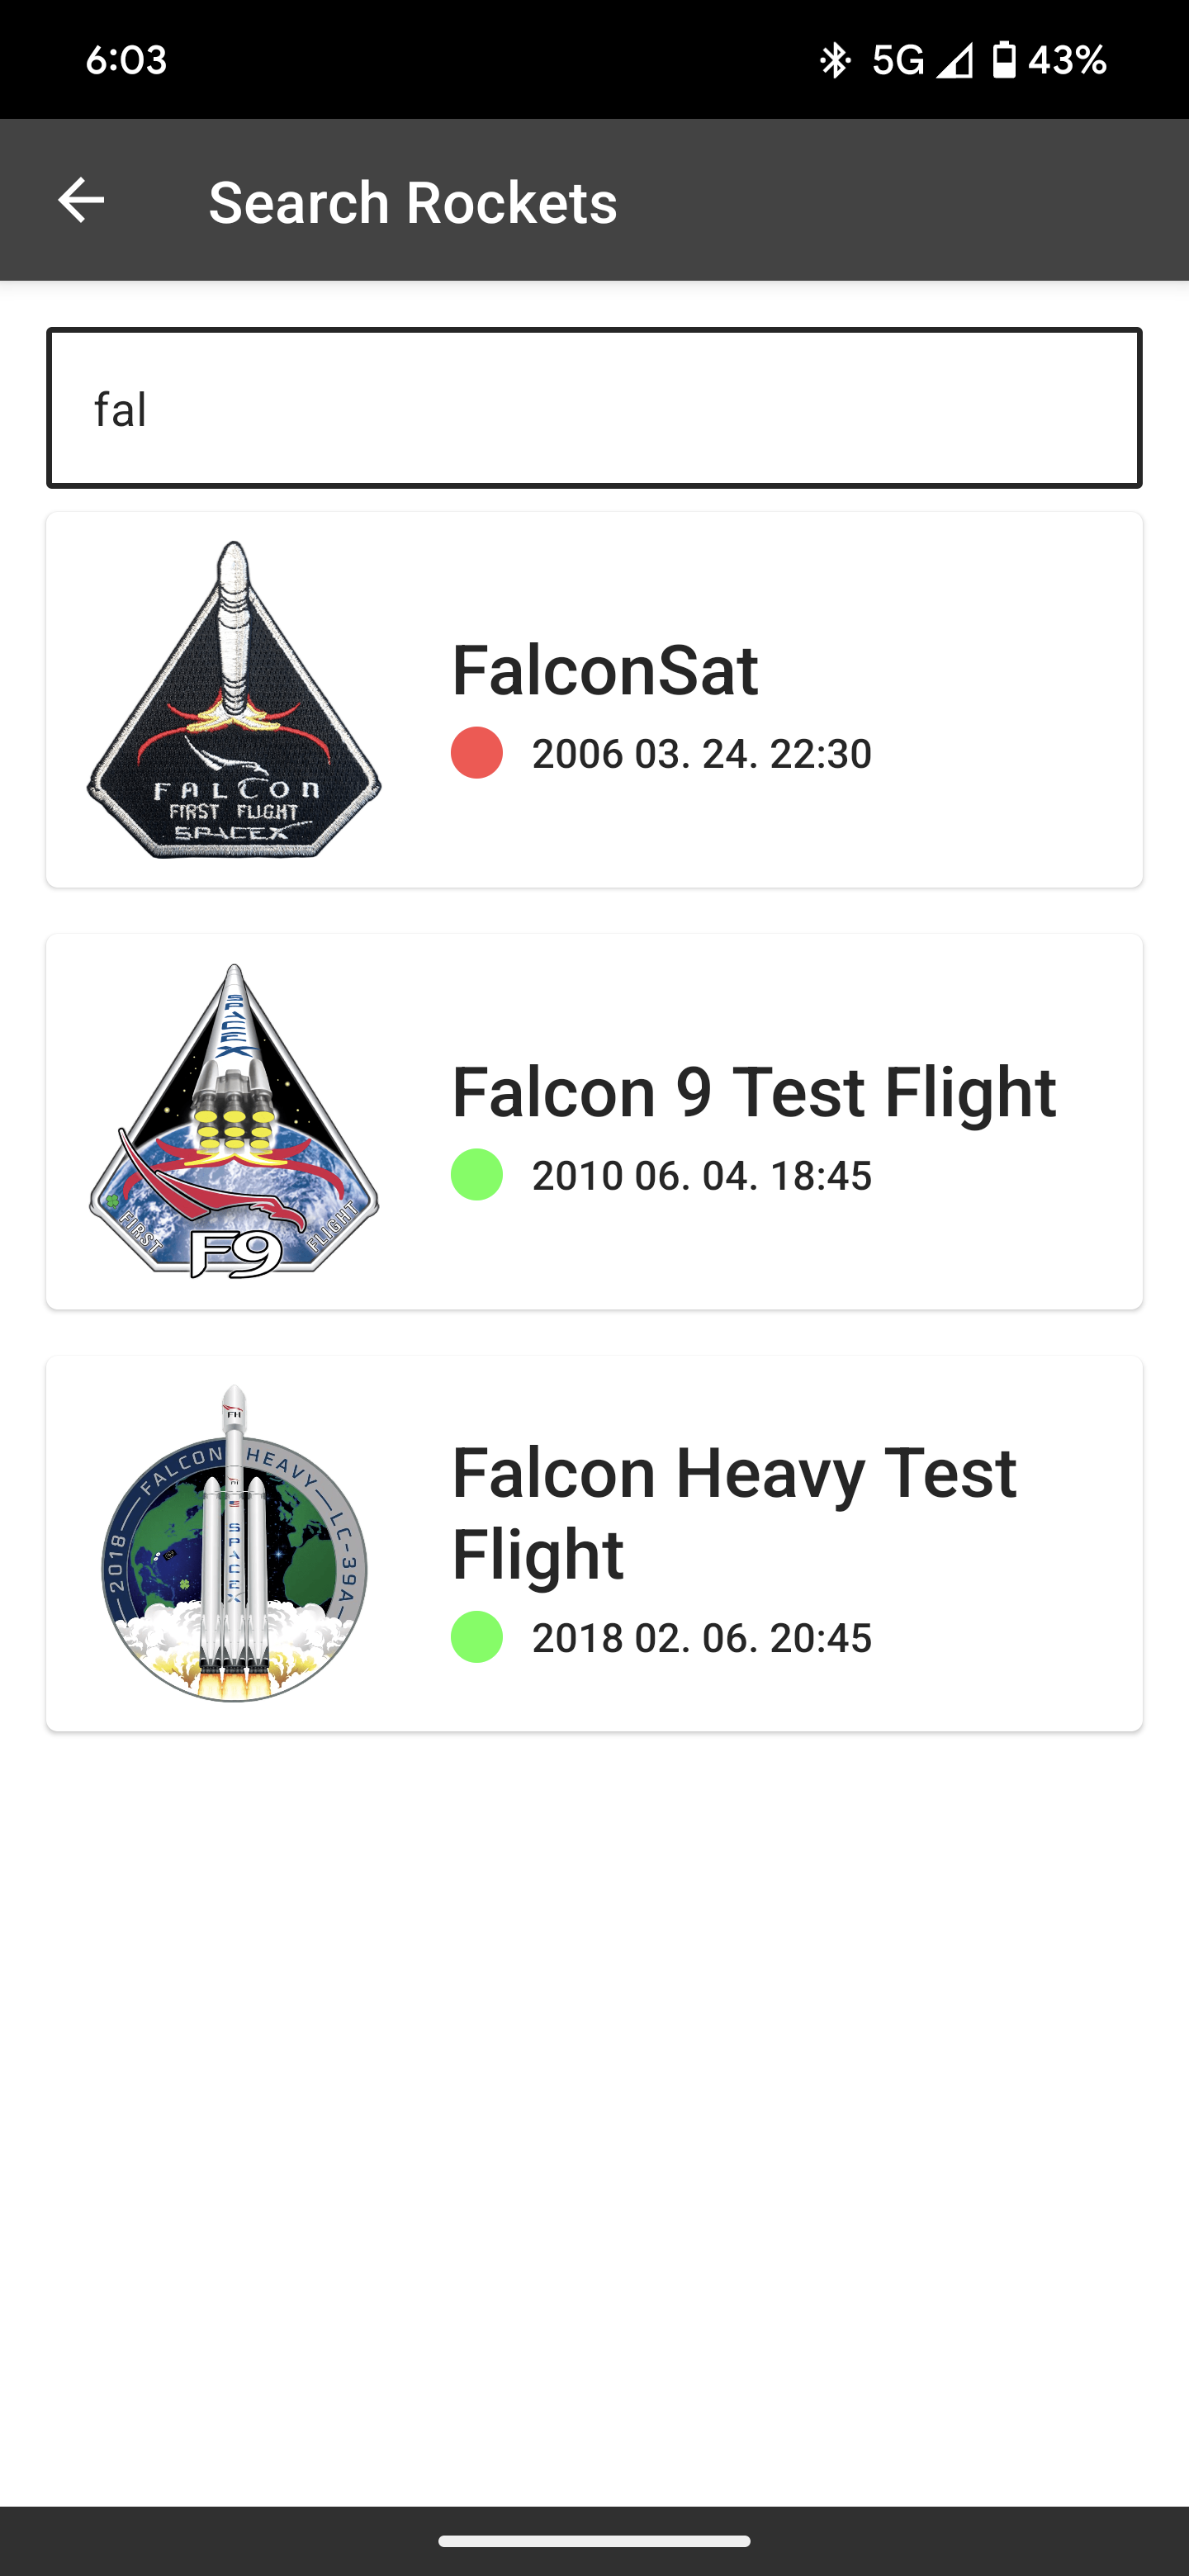 6:03
5G 43%
Search Rockets
fal
FalconSat
2006 03. 24. 22:30
FALCON
FIRST FLIGHT
SPACEX
SPACEX
Falcon 9 Test Flight
2010 06. 04. 18:45
FIRST FLIGHT
F9
FH
2018 — FALCON HEAVY — LC-39A
SPACEX
Falcon Heavy Test
Flight
2018 02. 06. 20:45